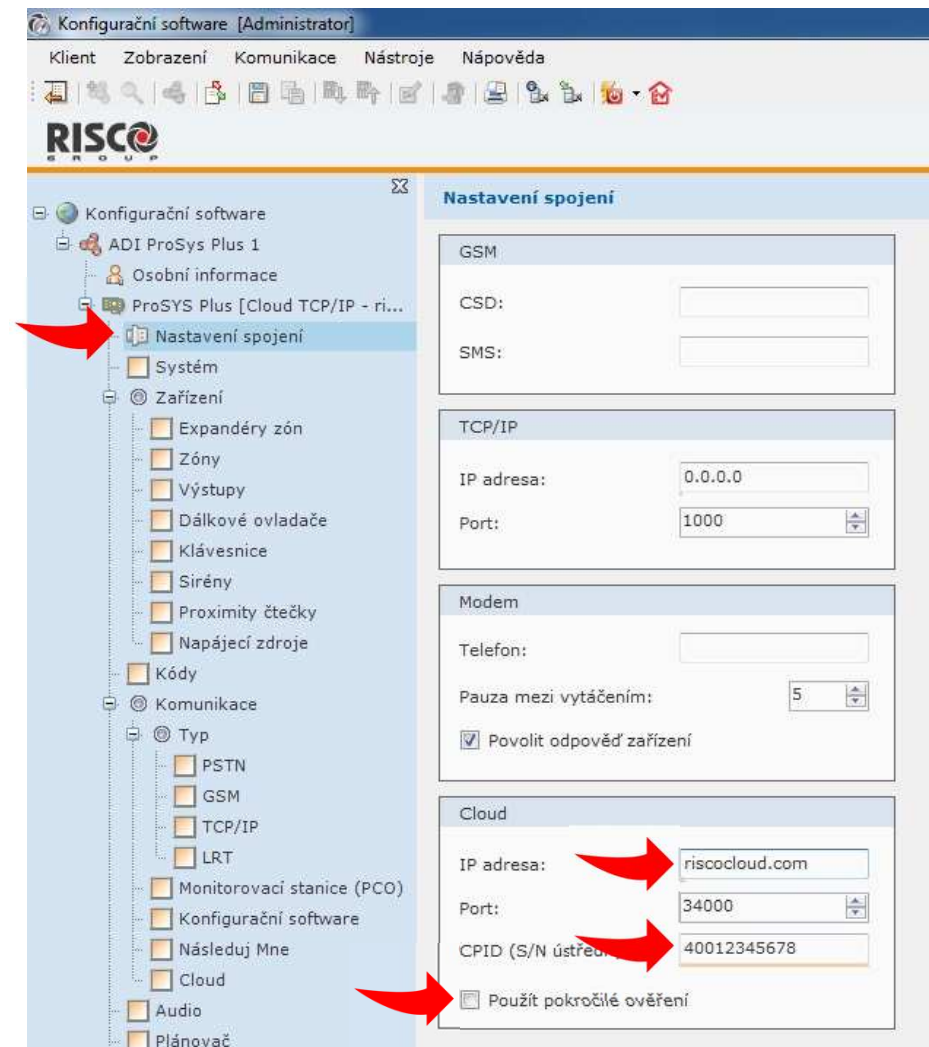 Konfigurační software [Administrator]
Klient Zobrazení Komunikace Nástroje Nápověda
RISCO
GROUP
Konfigurační software
ADI ProSys Plus 1
Osobní informace
ProSYS Plus [Cloud TCP/IP - ri...
Nastavení spojení
Systém
Zařízení
Expandéry zón
Zóny
Výstupy
Dálkové ovladače
Klávesnice
Sirény
Proximity čtečky
Napájecí zdroje
Kódy
Komunikace
Typ
PSTN
GSM
TCP/IP
LRT
Monitorovací stanice (PCO)
Konfigurační software
Následuj Mne
Cloud
Audio
Plánovač
Nastavení spojení
GSM
CSD:
SMS:
TCP/IP
IP adresa: 0.0.0.0
Port: 1000
Modem
Telefon:
Pauza mezi vytáčením: 5
Povolit odpověď zařízení
Cloud
IP adresa: riscocloud.com
Port: 34000
CPID (S/N 40012345678
Použít pokročilé ověření